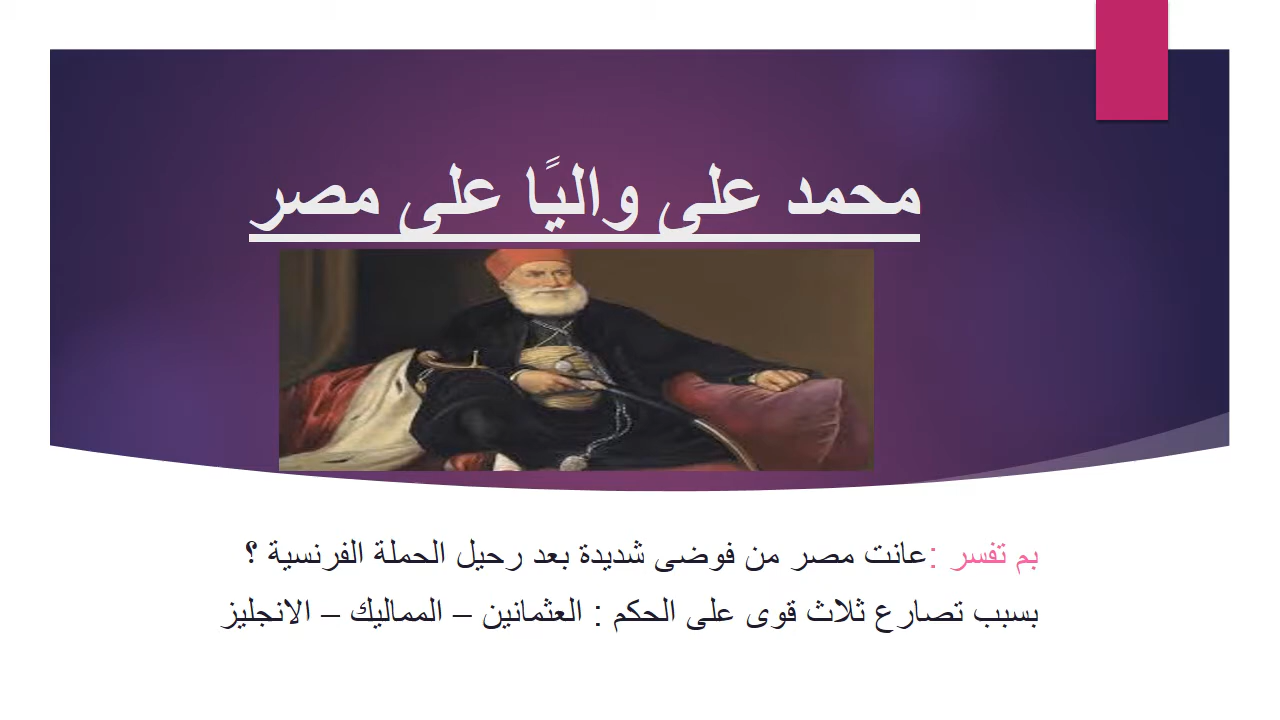 محمد على واليًا على مصر
بم تفسر :عانت مصر من فوضى شديدة بعد رحيل الحملة الفرنسية ؟
بسبب تصارع ثلاث قوى على الحكم : العثمانين – المماليك – الانجليز